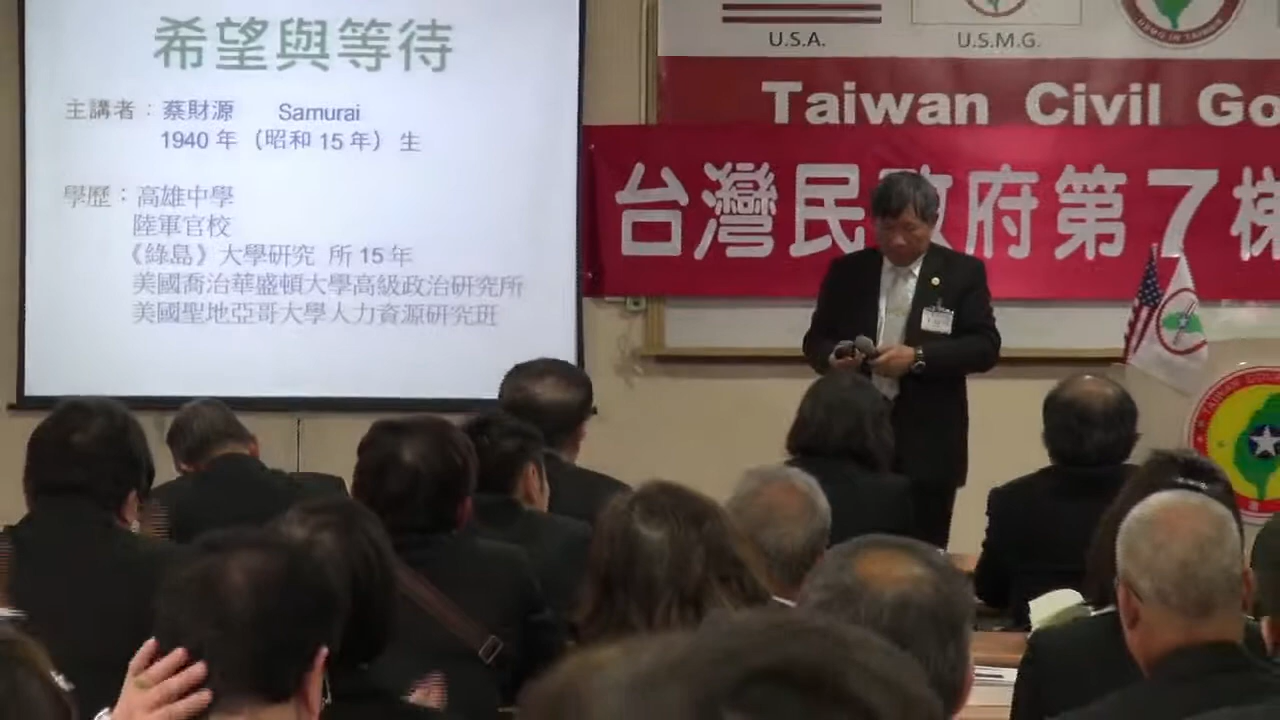 希望與等待
主講者：蔡財源 Samurai
1940 年（昭和 15 年）生
學歷：高雄中學
陸軍官校
《綠島》大學研究 所 15 年
美國喬治華盛頓大學高級政治研究所
美國聖地亞哥大學人力資源研究班
U.S.A.
U.S.M.G.
USMG IN TAIWAN
Taiwan Civil Go
台灣民政府第7梯